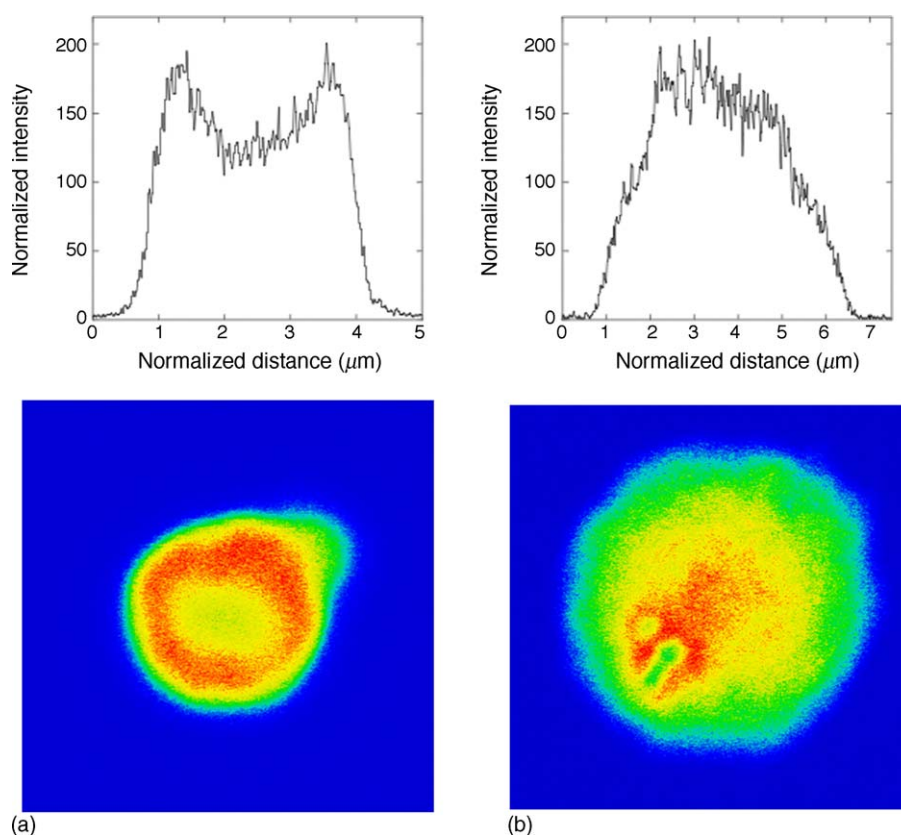 200
150
100
50
0
Normalized intensity
0 1 2 3 4 5
Normalized distance (μm)
200
150
100
50
0
Normalized intensity
0 1 2 3 4 5 6 7
Normalized distance (μm)
(a)
(b)